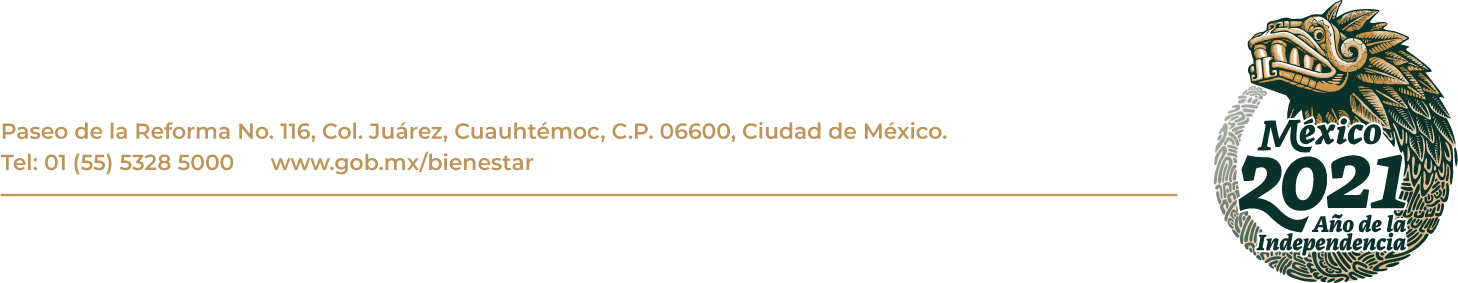 Paseo de la Reforma No. 116, Col. Juárez, Cuauhtémoc, C.P. 06600, Ciudad de México.
Tel: 01 (55) 5328 5000 www.gob.mx/bienestar
México
2021
Año de la
Independencia